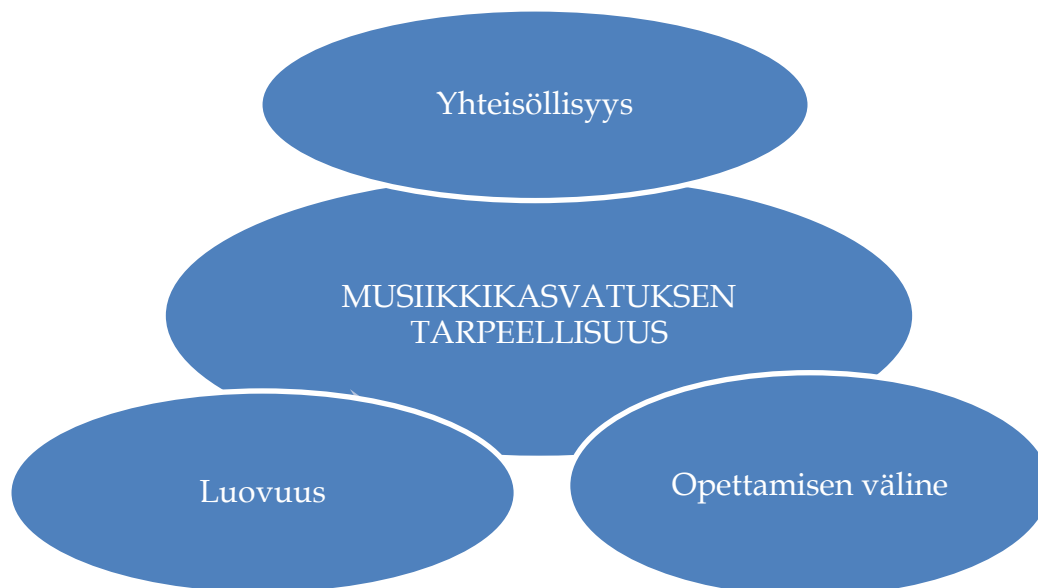 Yhteisöllisyys
MUSIIKKIKASVATUKSEN
TARPEELLISUUS
Luovuus
Opettamisen väline